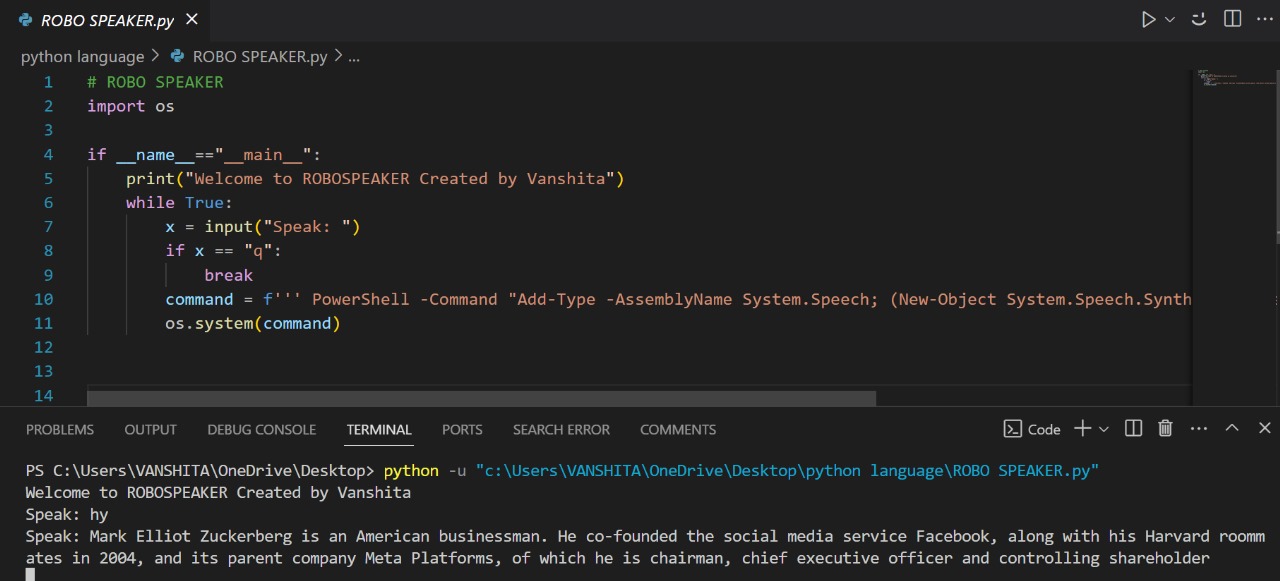 ROBO SPEAKER.py
python language > ROBO SPEAKER.py > ...
1 # ROBO SPEAKER
2 import os
3
4 if __name__=="__main__":
5 print("Welcome to ROBOSPEAKER Created by Vanshita")
6 while True:
7 x = input("Speak: ")
8 if x == "q":
9 break
10 command = f''' PowerShell -Command "Add-Type -AssemblyName System.Speech; (New-Object System.Speech.Synth
11 os.system(command)
12
13
14
PROBLEMS OUTPUT DEBUG CONSOLE TERMINAL PORTS SEARCH ERROR COMMENTS Code
PS C:\Users\VANSHITA\OneDrive\Desktop> python -u "c:\Users\VANSHITA\OneDrive\Desktop\python language\ROBO SPEAKER.py"
Welcome to ROBOSPEAKER Created by Vanshita
Speak: hy
Speak: Mark Elliot Zuckerberg is an American businessman. He co-founded the social media service Facebook, along with his Harvard roomm
ates in 2004, and its parent company Meta Platforms, of which he is chairman, chief executive officer and controlling shareholder